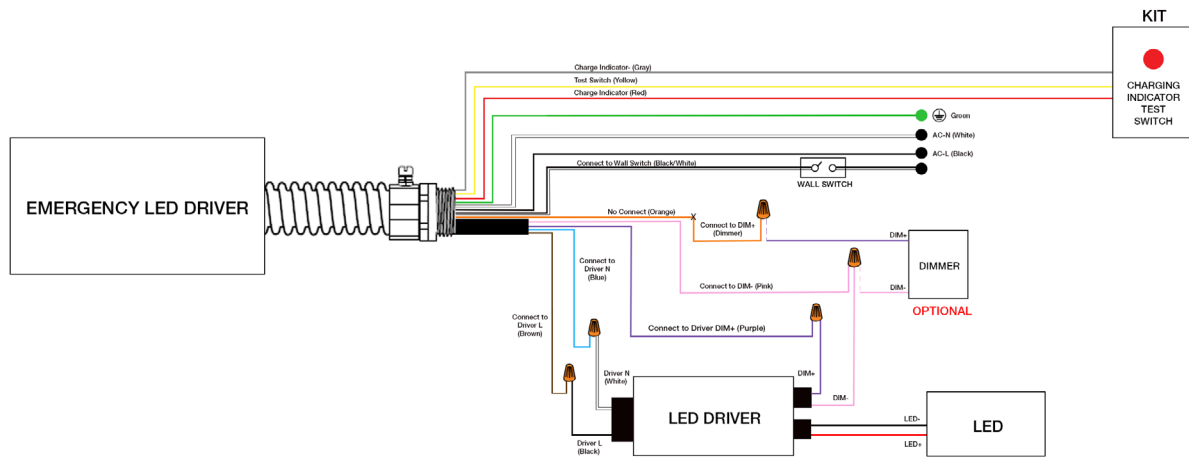 KIT
CHARGING
INDICATOR
TEST
SWITCH
Charge Indicator- (Gray)
Test Switch (Yellow)
Charge Indicator (Red)
Green
AC-N (White)
AC-L (Black)
Connect to Wall Switch (Black/White)
WALL SWITCH
EMERGENCY LED DRIVER
No Connect (Orange)
X
Connect to DIM+
(Dimmer)
DIM+
DIMMER
DIM-
OPTIONAL
Connect to DIM- (Pink)
Connect to
Driver N
(Blue)
Connect to
Driver L
(Brown)
Connect to Driver DIM+ (Purple)
Driver N
(White)
DIM+
DIM-
LED DRIVER
Driver L
(Black)
LED-
LED+
LED